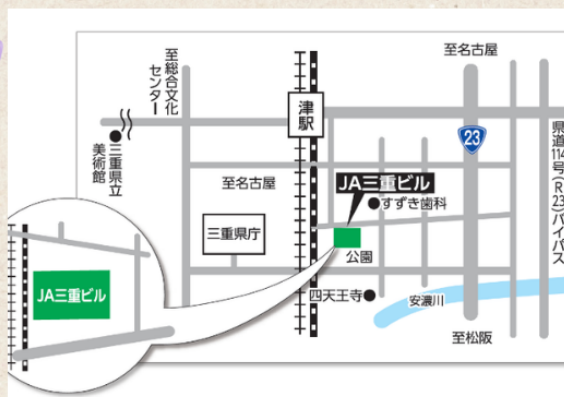 至名古屋
至総合文化
センター
津駅
23
三重県立
美術館
県道114号(R23)バイパス
至名古屋
JA三重ビル
すずき歯科
三重県庁
公園
JA三重ビル
四天王寺
安濃川
至松阪